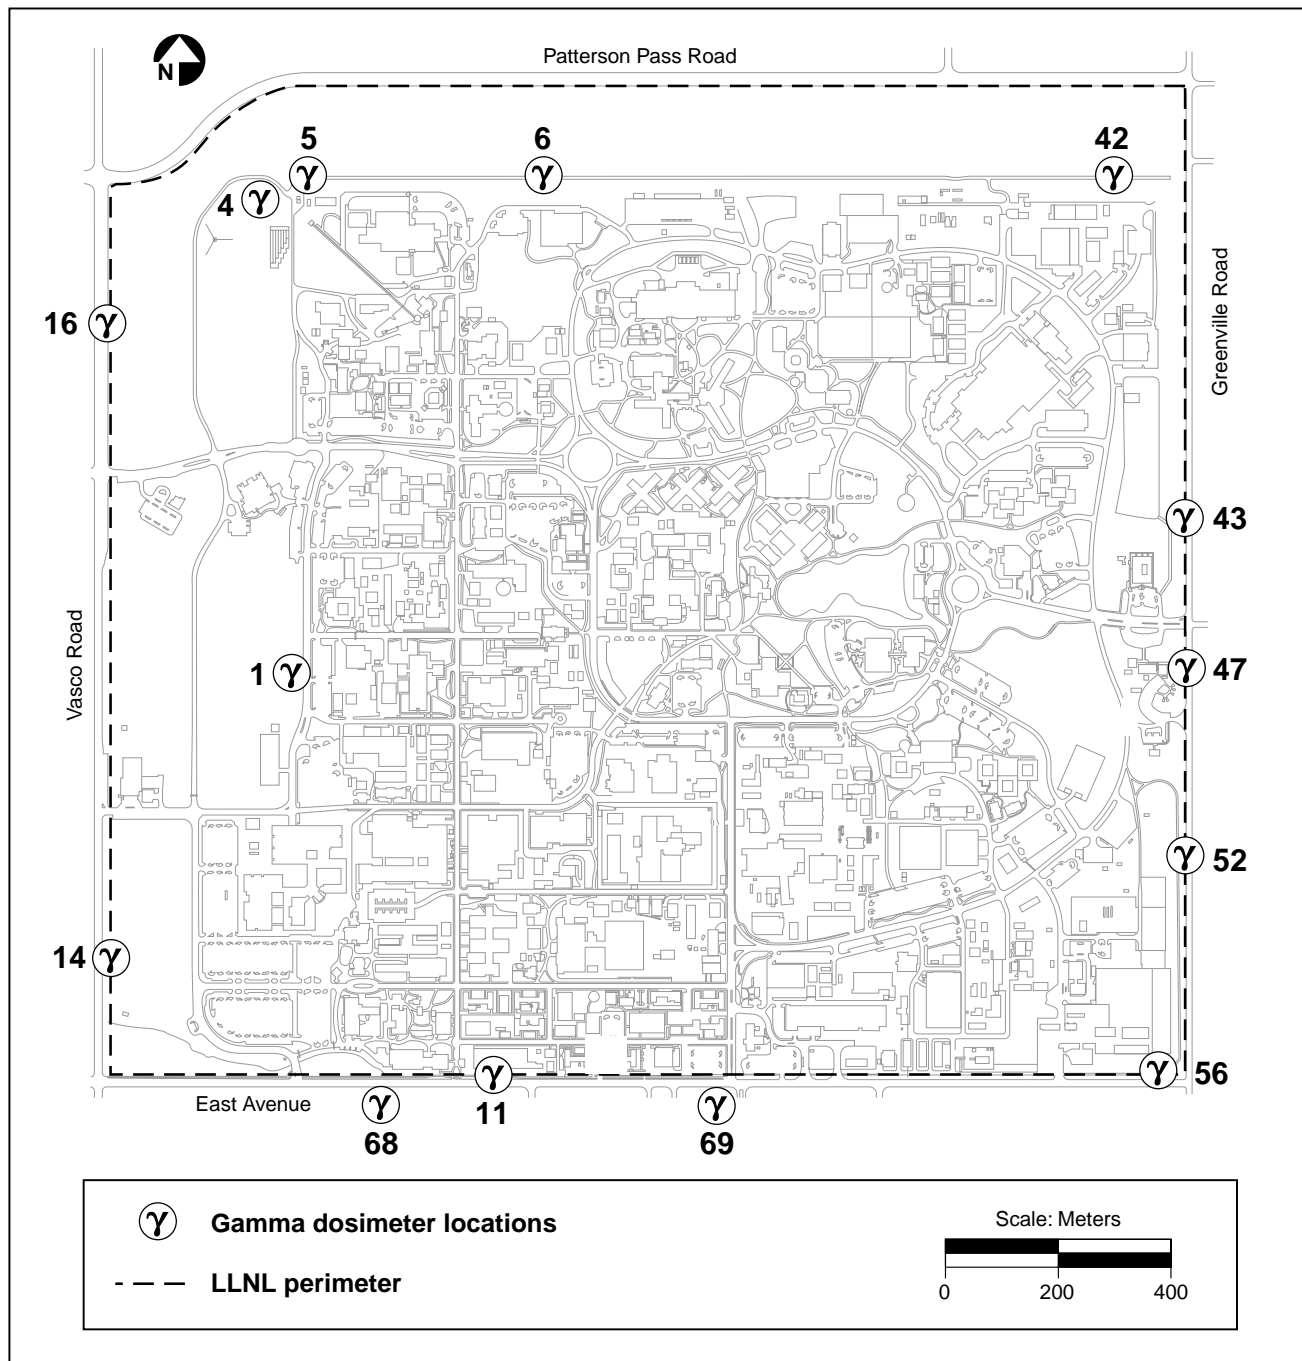 Patterson Pass Road
N
5
6
42
4
γ
γ
γ
γ
16
γ
Greenville Road
γ
43
Vasco Road
1
γ
γ
47
γ
52
14
γ
γ
56
γ
East Avenue
γ
γ
68
11
69
γ
Gamma dosimeter locations
LLNL perimeter
Scale: Meters
0
200
400